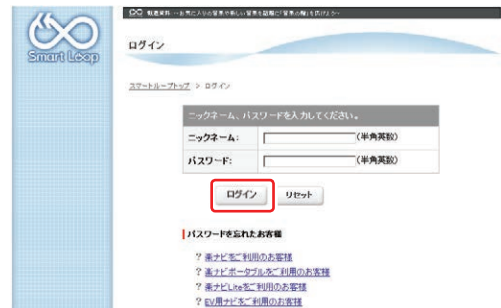 Smart Loop
ログイン
スマートループトップ > ログイン
ニックネーム、パスワードを入力してください。
ニックネーム: (半角英数)
パスワード: (半角英数)
ログイン リセット
パスワードを忘れたお客様
? 楽ナビをご利用のお客様
? 楽ナビポータブルをご利用のお客様
? 楽ナビLiteをご利用のお客様
? EV用ナビをご利用のお客様